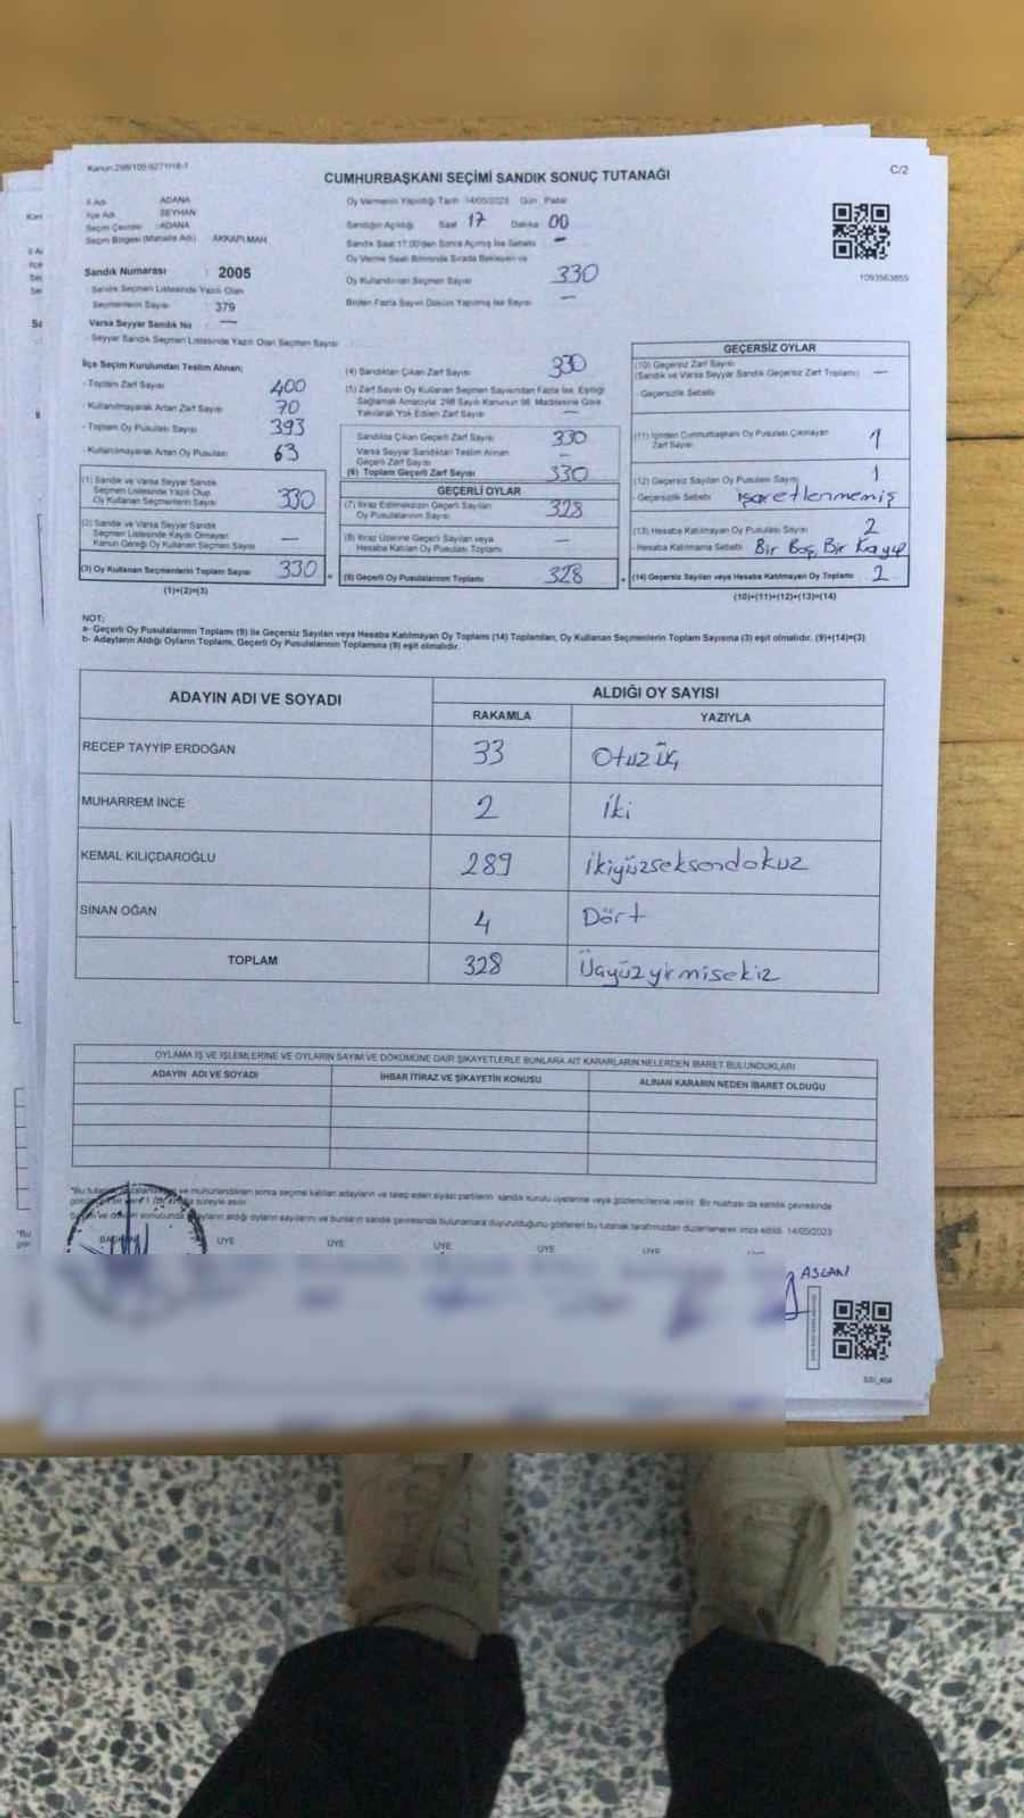 C/2
CUMHURBAŞKANI SEÇİMİ SANDIK SONUÇ TUTANAĞI
İl Adı ADANA
İlçe Adı SEYHAN
Seçim Çevresi : ADANA
Seçim Bölgesi (Mahalle Adı) AKKAPI MAH.
Sandık Numarası : 2005
Sandık Seçmen Listesinde Yazılı Olan
Seçmenlerin Sayısı 379
Varsa Seyyar Sandık No : —
Seyyar Sandık Seçmen Listesinde Yazılı Olan Seçmen Sayısı
Oy Vermenin Yapıldığı Tarih 14/05/2023 Gün Pazar
Sandığın Açıldığı Saat 17 Dakika 00
Sandık Saat 17:00'den Sonra Açılmış İse Sebebi —
Oy Verme Saati Bitiminde Sırada Bekleyen ve
Oy Kullandırılan Seçmen Sayısı 330
Birden Fazla Sayım Döküm Yapılmış İse Sayısı —
1093563855
İlçe Seçim Kurulundan Teslim Alınan;
- Toplam Zarf Sayısı 400
- Kullanılmayarak Artan Zarf Sayısı 70
- Toplam Oy Pusulası Sayısı 393
- Kullanılmayarak Artan Oy Pusulası 63
(1) Sandık ve Varsa Seyyar Sandık
Seçmen Listesinde Yazılı Olup
Oy Kullanan Seçmenlerin Sayısı 330
(2) Sandık ve Varsa Seyyar Sandık
Seçmen Listesinde Kaydı Olmayan
Kanun Gereği Oy Kullanan Seçmen Sayısı —
(3) Oy Kullanan Seçmenlerin Toplam Sayısı 330
(1)+(2)=(3)
(4) Sandıktan Çıkan Zarf Sayısı 330
(5) Zarf Sayısı Oy Kullanan Seçmen Sayısından Fazla İse, Eşitliği
Sağlamak Amacıyla 298 Sayılı Kanunun 98. Maddesine Göre
Yakılarak Yok Edilen Zarf Sayısı —
Sandıkta Çıkan Geçerli Zarf Sayısı 330
Varsa Seyyar Sandıktan Teslim Alınan
Geçerli Zarf Sayısı —
(6) Toplam Geçerli Zarf Sayısı 330
GEÇERLİ OYLAR
(7) İtiraz Edilmeksizin Geçerli Sayılan
Oy Pusulalarının Sayısı 328
(8) İtiraz Üzerine Geçerli Sayılan veya
Hesaba Katılan Oy Pusulası Toplamı —
(9) Geçerli Oy Pusulalarının Toplamı 328
GEÇERSİZ OYLAR
(10) Geçersiz Zarf Sayısı
(Sandık ve Varsa Seyyar Sandık Geçersiz Zarf Toplamı) —
- Geçersizlik Sebebi
(11) İçinden Cumhurbaşkanı Oy Pusulası Çıkmayan
Zarf Sayısı 1
(12) Geçersiz Sayılan Oy Pusulası Sayısı 1
- Geçersizlik Sebebi işaretlenmemiş
(13) Hesaba Katılmayan Oy Pusulası Sayısı 2
- Hesaba Katılmama Sebebi Bir Boş, Bir Kayıp
(14) Geçersiz Sayılan veya Hesaba Katılmayan Oy Toplamı 2
(10)+(11)+(12)+(13)=(14)
NOT:
a- Geçerli Oy Pusulalarının Toplamı (9) ile Geçersiz Sayılan veya Hesaba Katılmayan Oy Toplamı (14) Toplamları, Oy Kullanan Seçmenlerin Toplam Sayısına (3) eşit olmalıdır. (9)+(14)=(3)
b- Adayların Aldığı Oyların Toplamı, Geçerli Oy Pusulalarının Toplamına (9) eşit olmalıdır.
ADAYIN ADI VE SOYADI
ALDIĞI OY SAYISI
RAKAMLA YAZIYLA
RECEP TAYYİP ERDOĞAN 33 Otuz üç
MUHARREM İNCE 2 İki
KEMAL KILIÇDAROĞLU 289 ikiyüzseksendokuz
SİNAN OĞAN 4 Dört
TOPLAM 328 Üçyüzyirmisekiz
OYLAMA İŞ VE İŞLEMLERİNE VE OYLARIN SAYIM VE DÖKÜMÜNE DAİR ŞİKAYETLERLE BUNLARA AİT KARARLARIN NELERDEN İBARET BULUNDUKLARI
ADAYIN ADI VE SOYADI İHBAR İTİRAZ VE ŞİKAYETİN KONUSU ALINAN KARARIN NEDEN İBARET OLDUĞU
sonra seçime katılan adayların ve talep eden siyasi partilerin sandık kurulu üyelerine veya gözlemcilerine verilir. Bir nüshası da sandık çevresinde
aldığı oyların sayılarını ve bunların sandık çevresinde bulunanlara duyurulduğunu gösteren bu tutanak tarafımızdan düzenlenerek imza edildi. 14/05/2023
BAŞKAN ÜYE ÜYE ÜYE ÜYE ÜYE
ASLAN